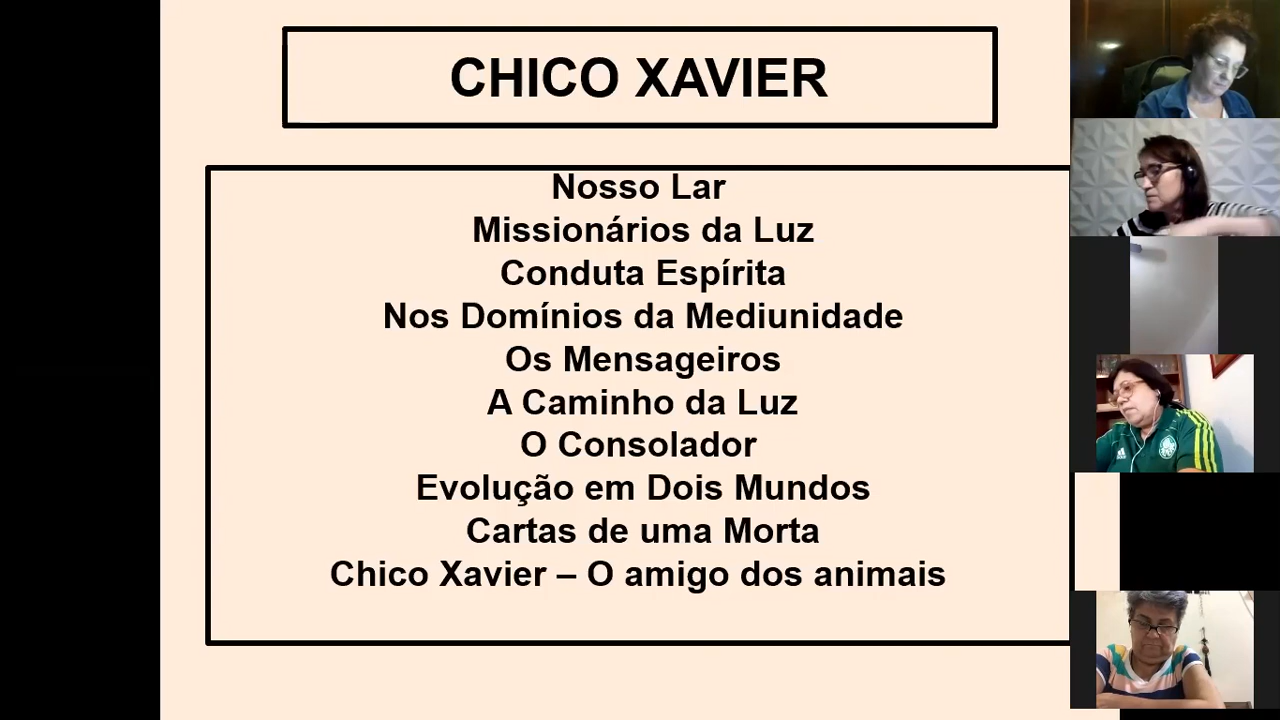 CHICO XAVIER
Nosso Lar
Missionários da Luz
Conduta Espírita
Nos Domínios da Mediunidade
Os Mensageiros
A Caminho da Luz
O Consolador
Evolução em Dois Mundos
Cartas de uma Morta
Chico Xavier – O amigo dos animais